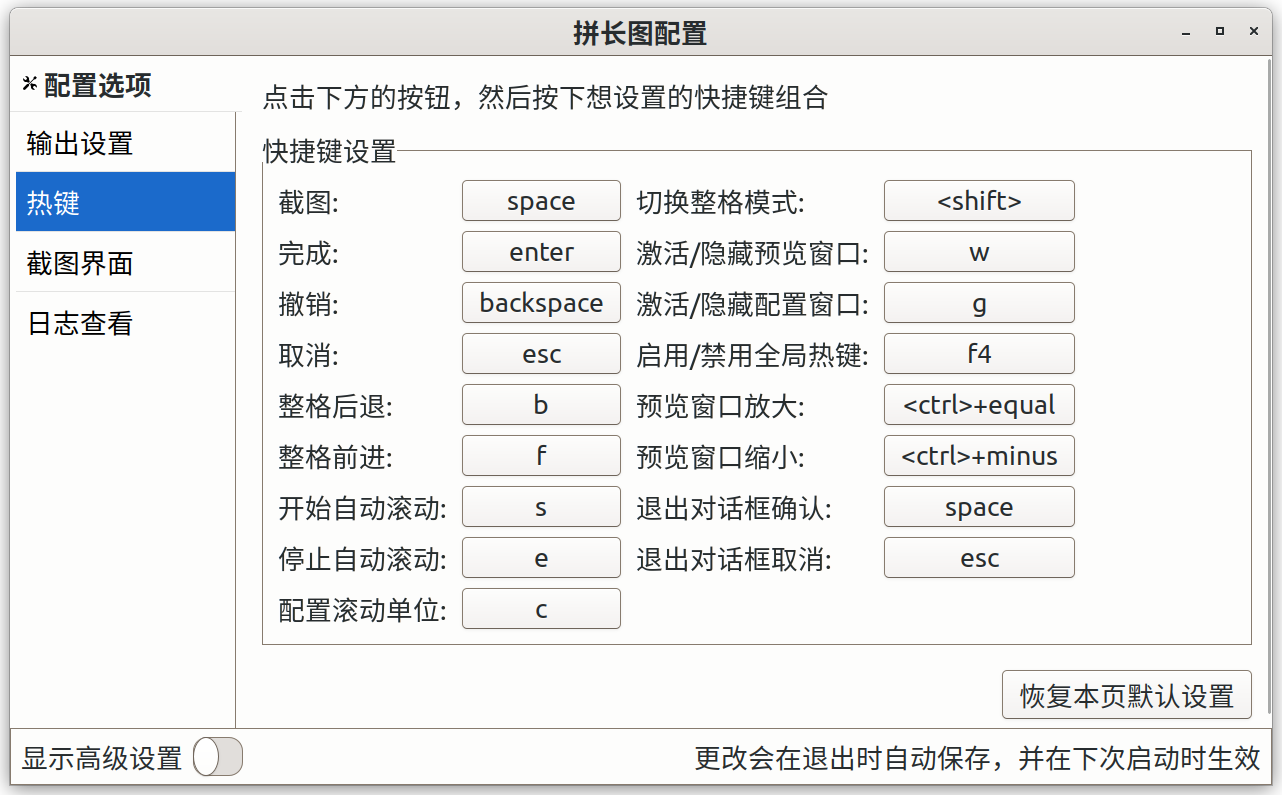 拼长图配置
配置选项
输出设置
热键
截图界面
日志查看
点击下方的按钮，然后按下想设置的快捷键组合
快捷键设置
截图: space 切换整格模式: <shift>
完成: enter 激活/隐藏预览窗口: w
撤销: backspace 激活/隐藏配置窗口: g
取消: esc 启用/禁用全局热键: f4
整格后退: b 预览窗口放大: <ctrl>+equal
整格前进: f 预览窗口缩小: <ctrl>+minus
开始自动滚动: s 退出对话框确认: space
停止自动滚动: e 退出对话框取消: esc
配置滚动单位: c
恢复本页默认设置
显示高级设置 更改会在退出时自动保存，并在下次启动时生效